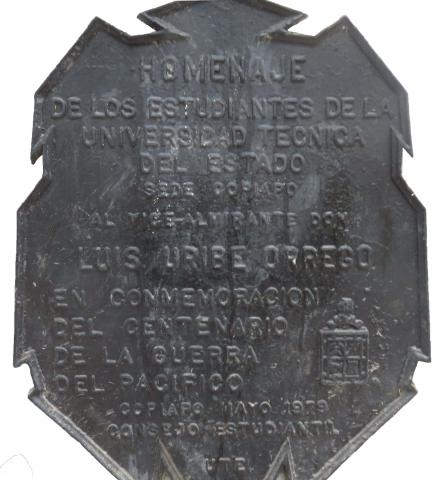 HOMENAJE
DE LOS ESTUDIANTES DE LA
UNIVERSIDAD TECNICA
DEL ESTADO
SEDE COPIAPO
AL VICE-ALMIRANTE DON
LUIS URIBE ORREGO
EN CONMEMORACION
DEL CENTENARIO
DE LA GUERRA
DEL PACIFICO
COPIAPO MAYO 1979
CONSEJO ESTUDIANTIL
UTE